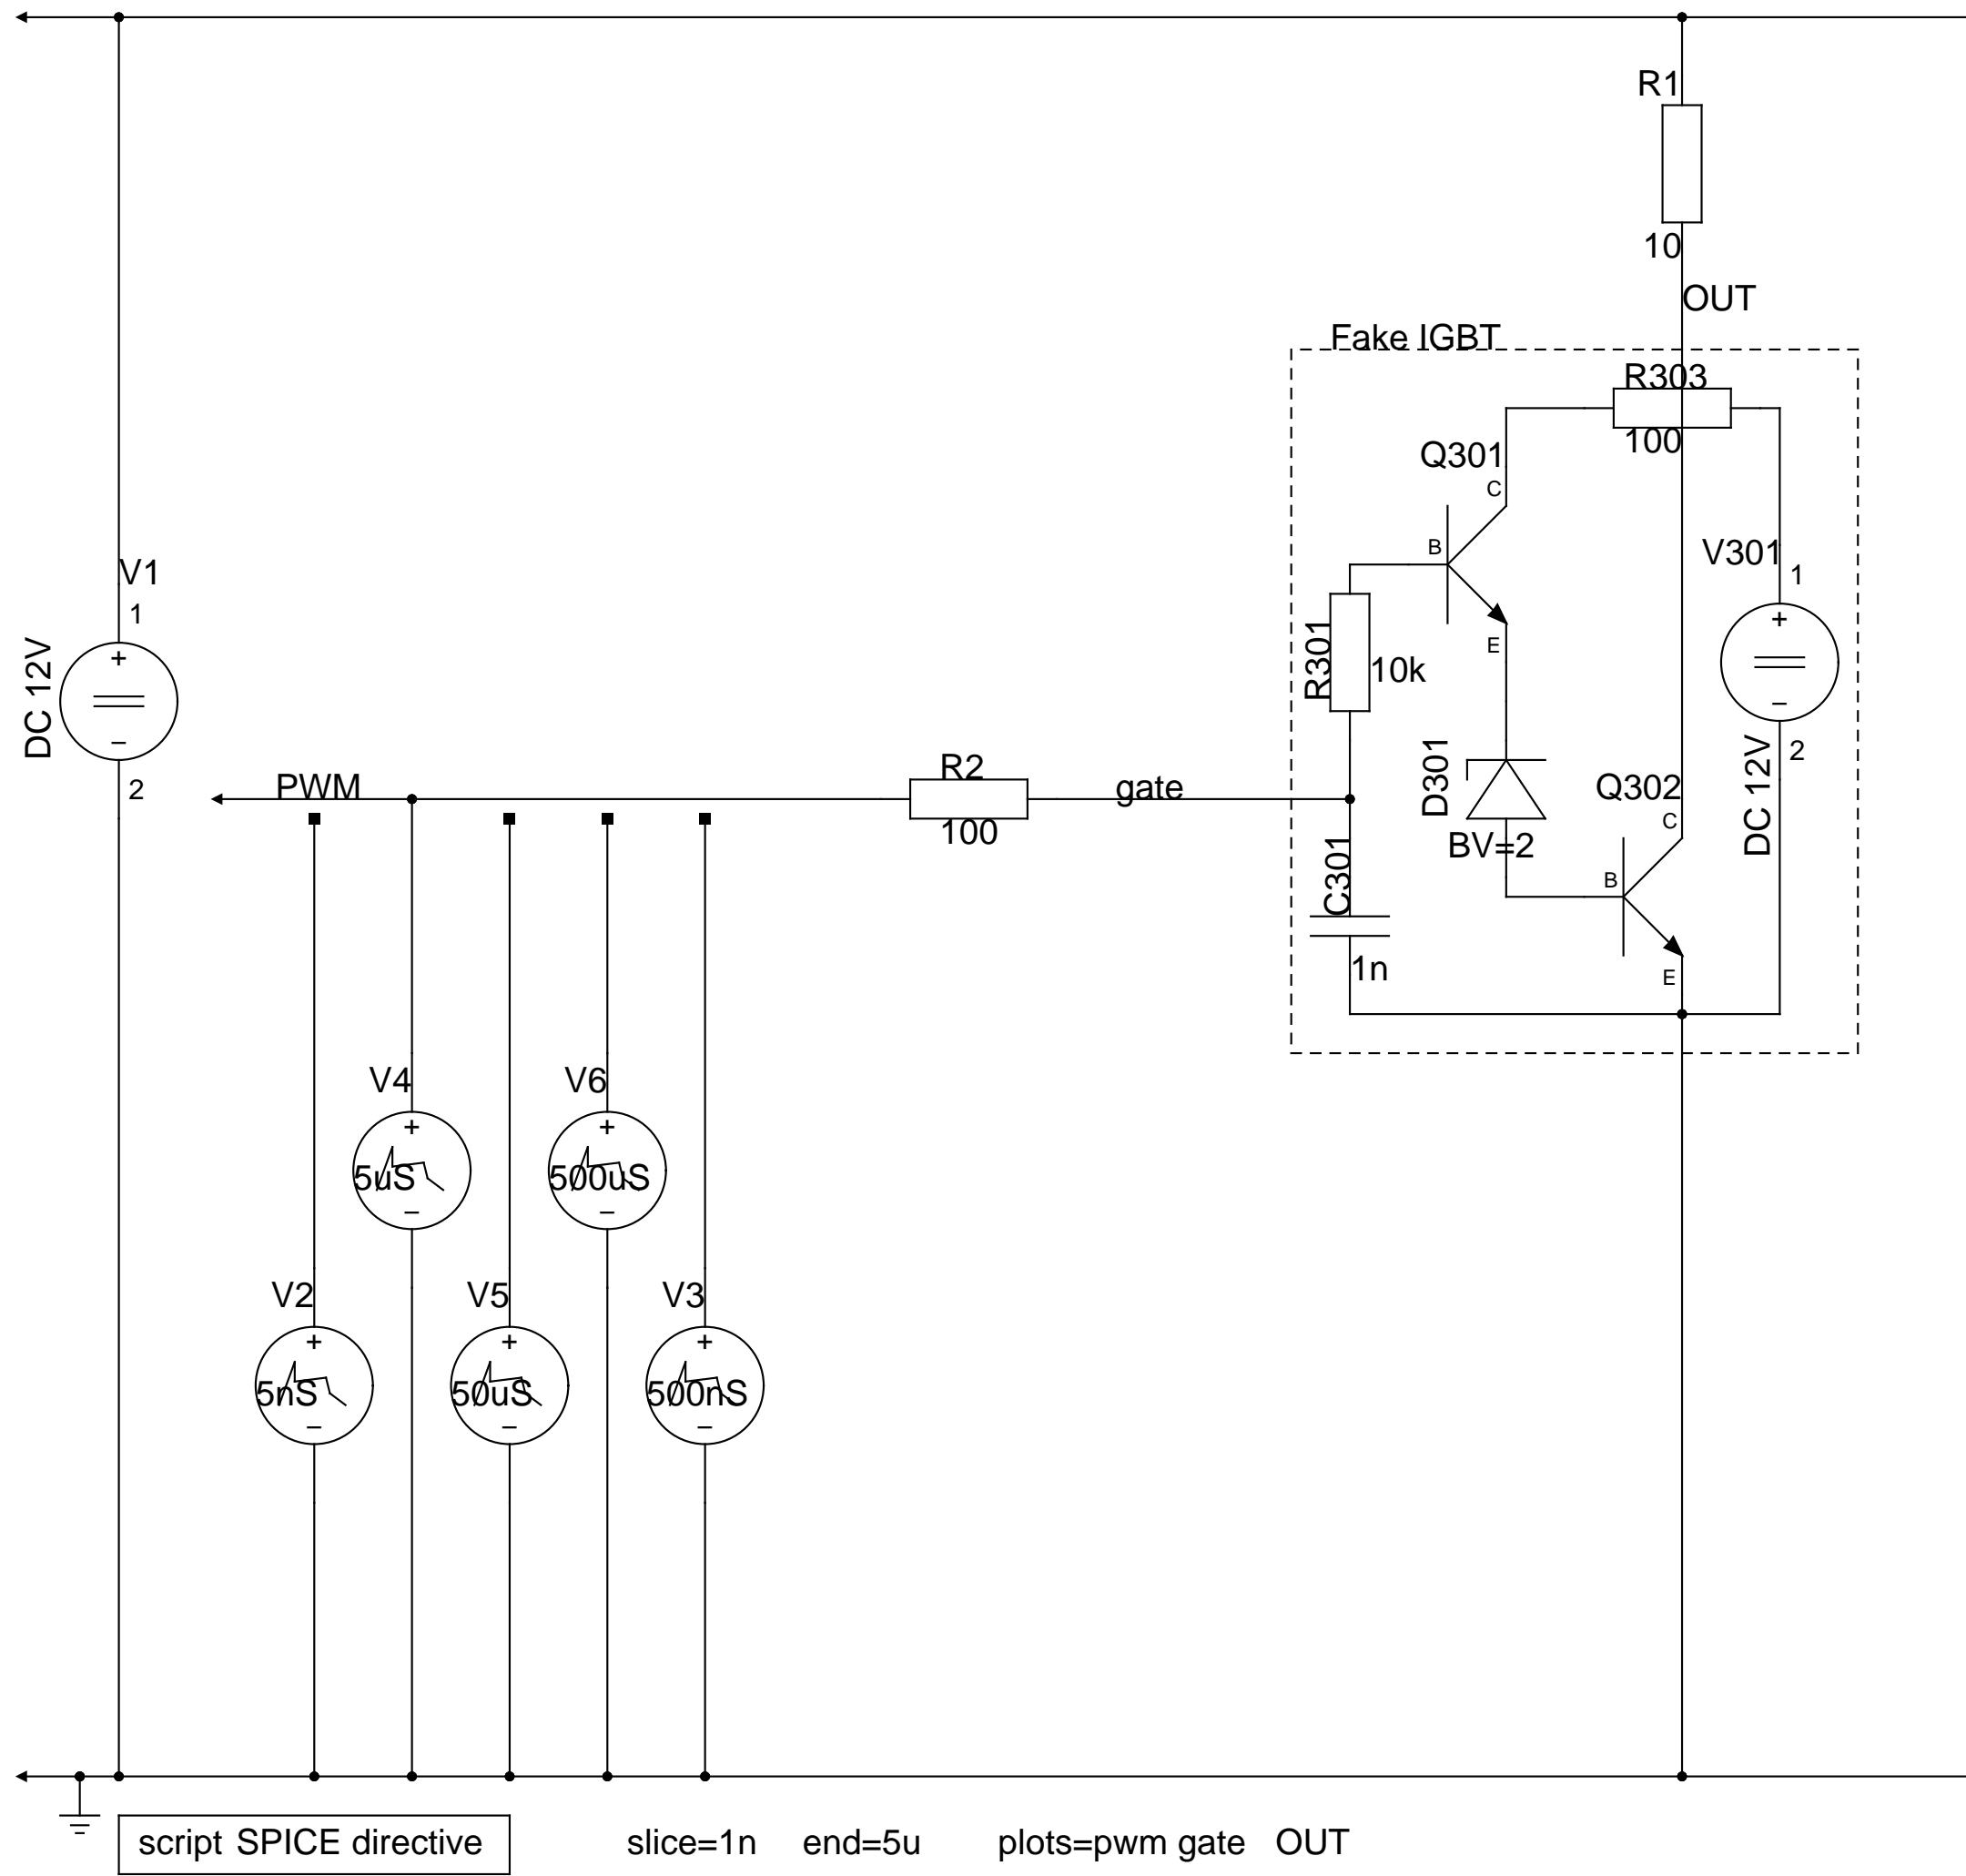 R1
10
OUT
Fake IGBT
R303
100
Q301
C
B
E
V301
1
+
−
2
DC 12V
V1
1
+
−
2
DC 12V
R301
10k
PWM
R2
100
gate
D301
BV=2
Q302
C
B
E
C301
1n
V4
+
5uS
−
V6
+
500uS
−
V2
+
5nS
−
V5
+
50uS
−
V3
+
500nS
−
script SPICE directive
slice=1n end=5u plots=pwm gate OUT